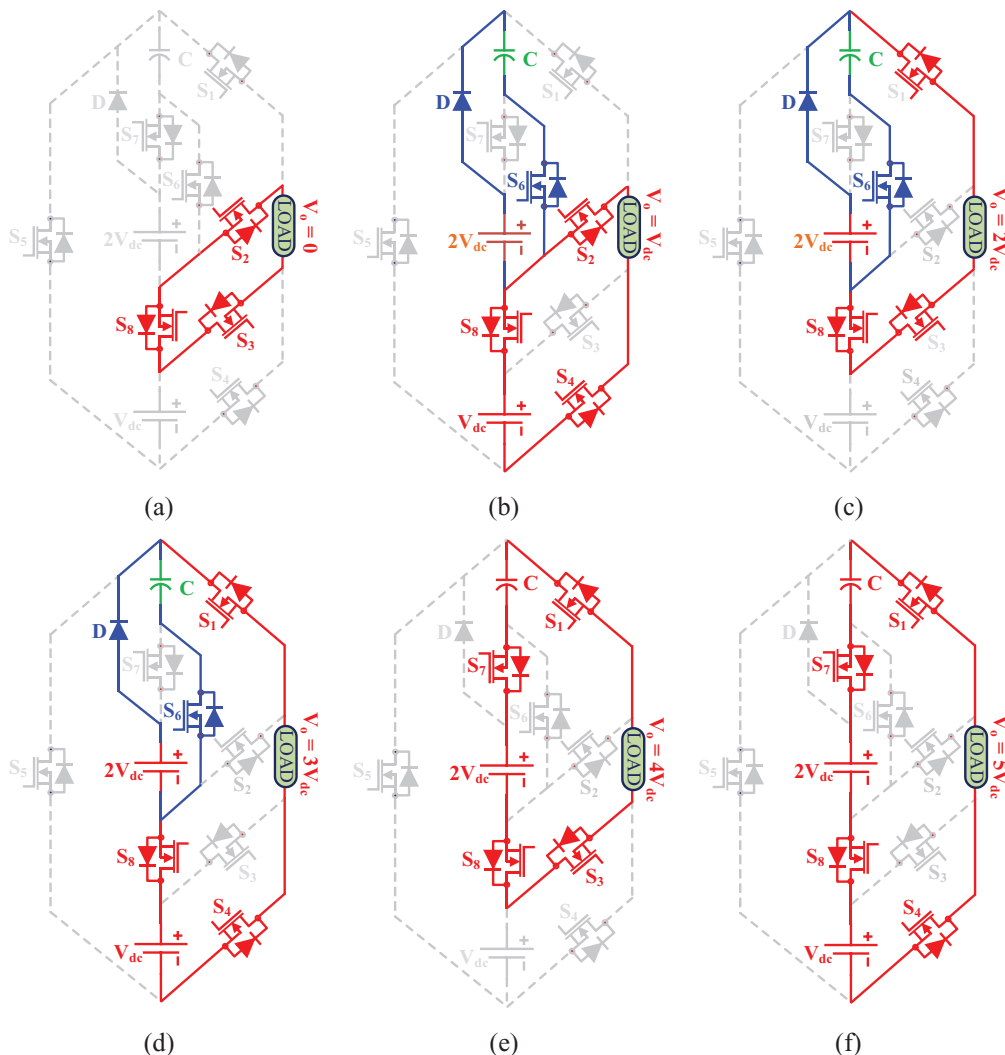 C
S1
D
S7
S6
S5
2Vdc
+
S2
LOAD
Vo = 0
S8
S3
S4
Vdc
+
(a)
C
D
S7
S6
S5
2Vdc
+
S2
LOAD
Vo = Vdc
S8
S3
S4
Vdc
+
(b)
C
S1
D
S7
S6
S5
2Vdc
+
S2
LOAD
Vo = 2Vdc
S8
S3
S4
Vdc
+
(c)
C
S1
D
S7
S6
S5
2Vdc
+
S2
LOAD
Vo = 3Vdc
S8
S3
S4
Vdc
+
(d)
C
S1
D
S7
S6
S5
2Vdc
+
S2
LOAD
Vo = 4Vdc
S8
S3
S4
Vdc
+
(e)
C
S1
D
S7
S6
S5
2Vdc
+
S2
LOAD
Vo = 5Vdc
S8
S3
S4
Vdc
+
(f)